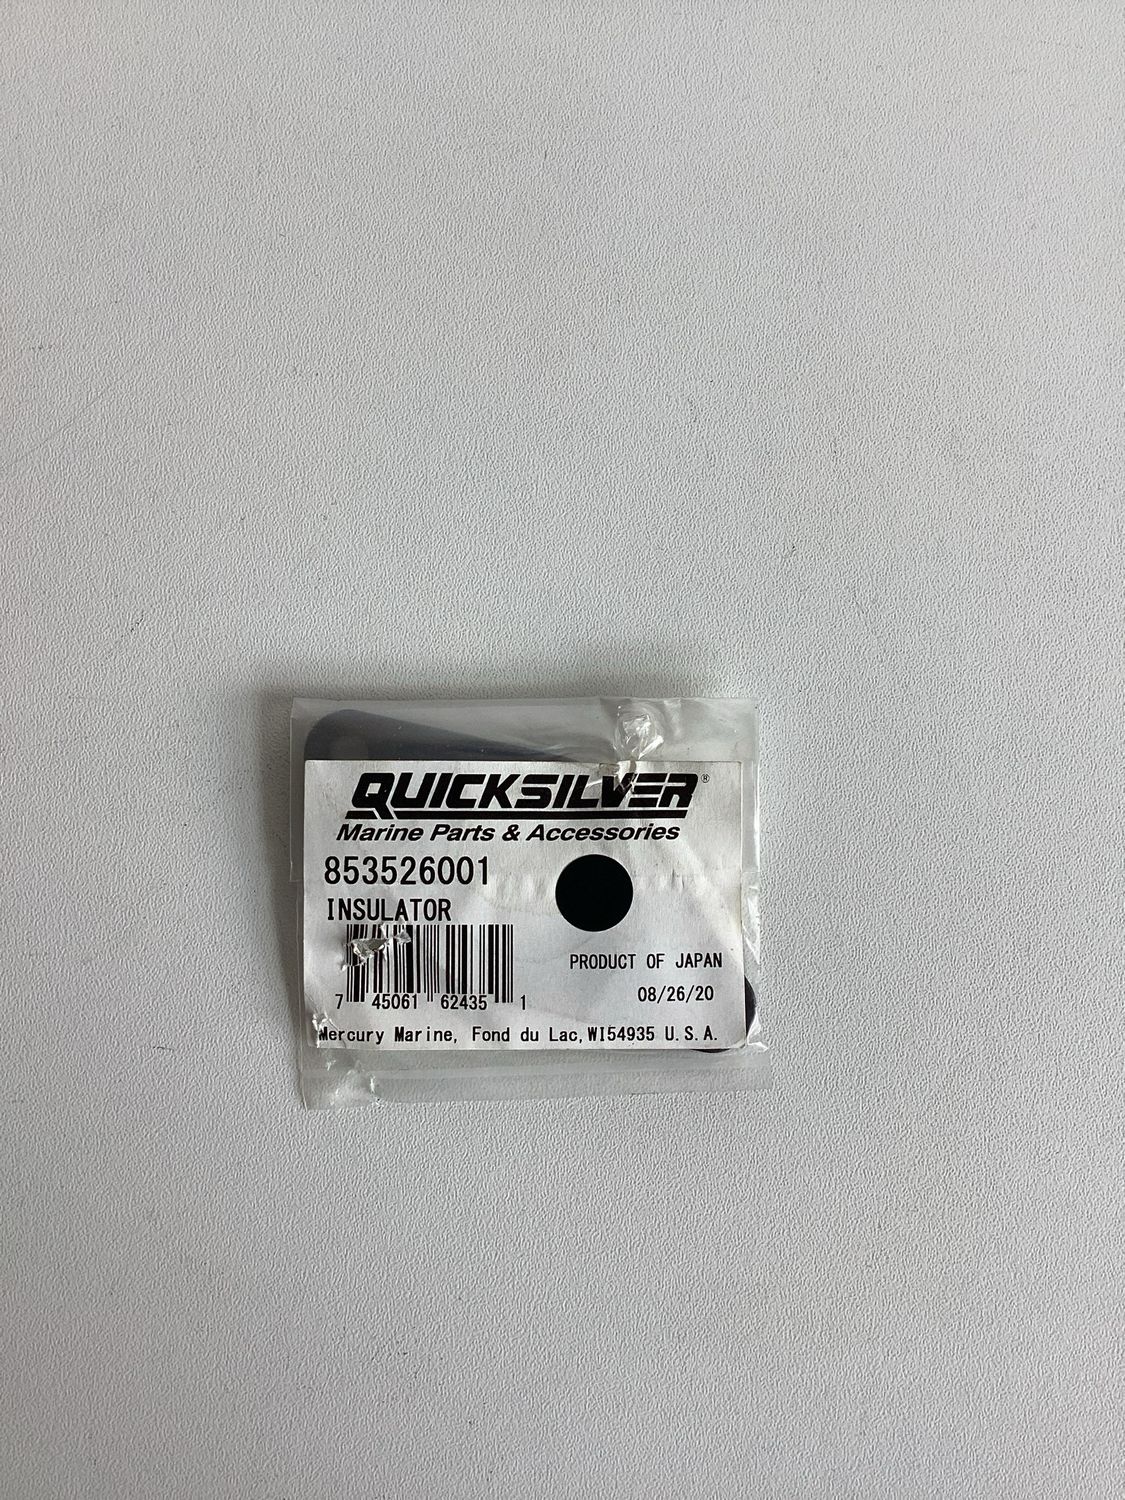 QUICKSILVER®
Marine Parts & Accessories
853526001
INSULATOR
PRODUCT OF JAPAN
7 45061 62435 1
08/26/20
Mercury Marine, Fond du Lac, WI54935 U.S.A.